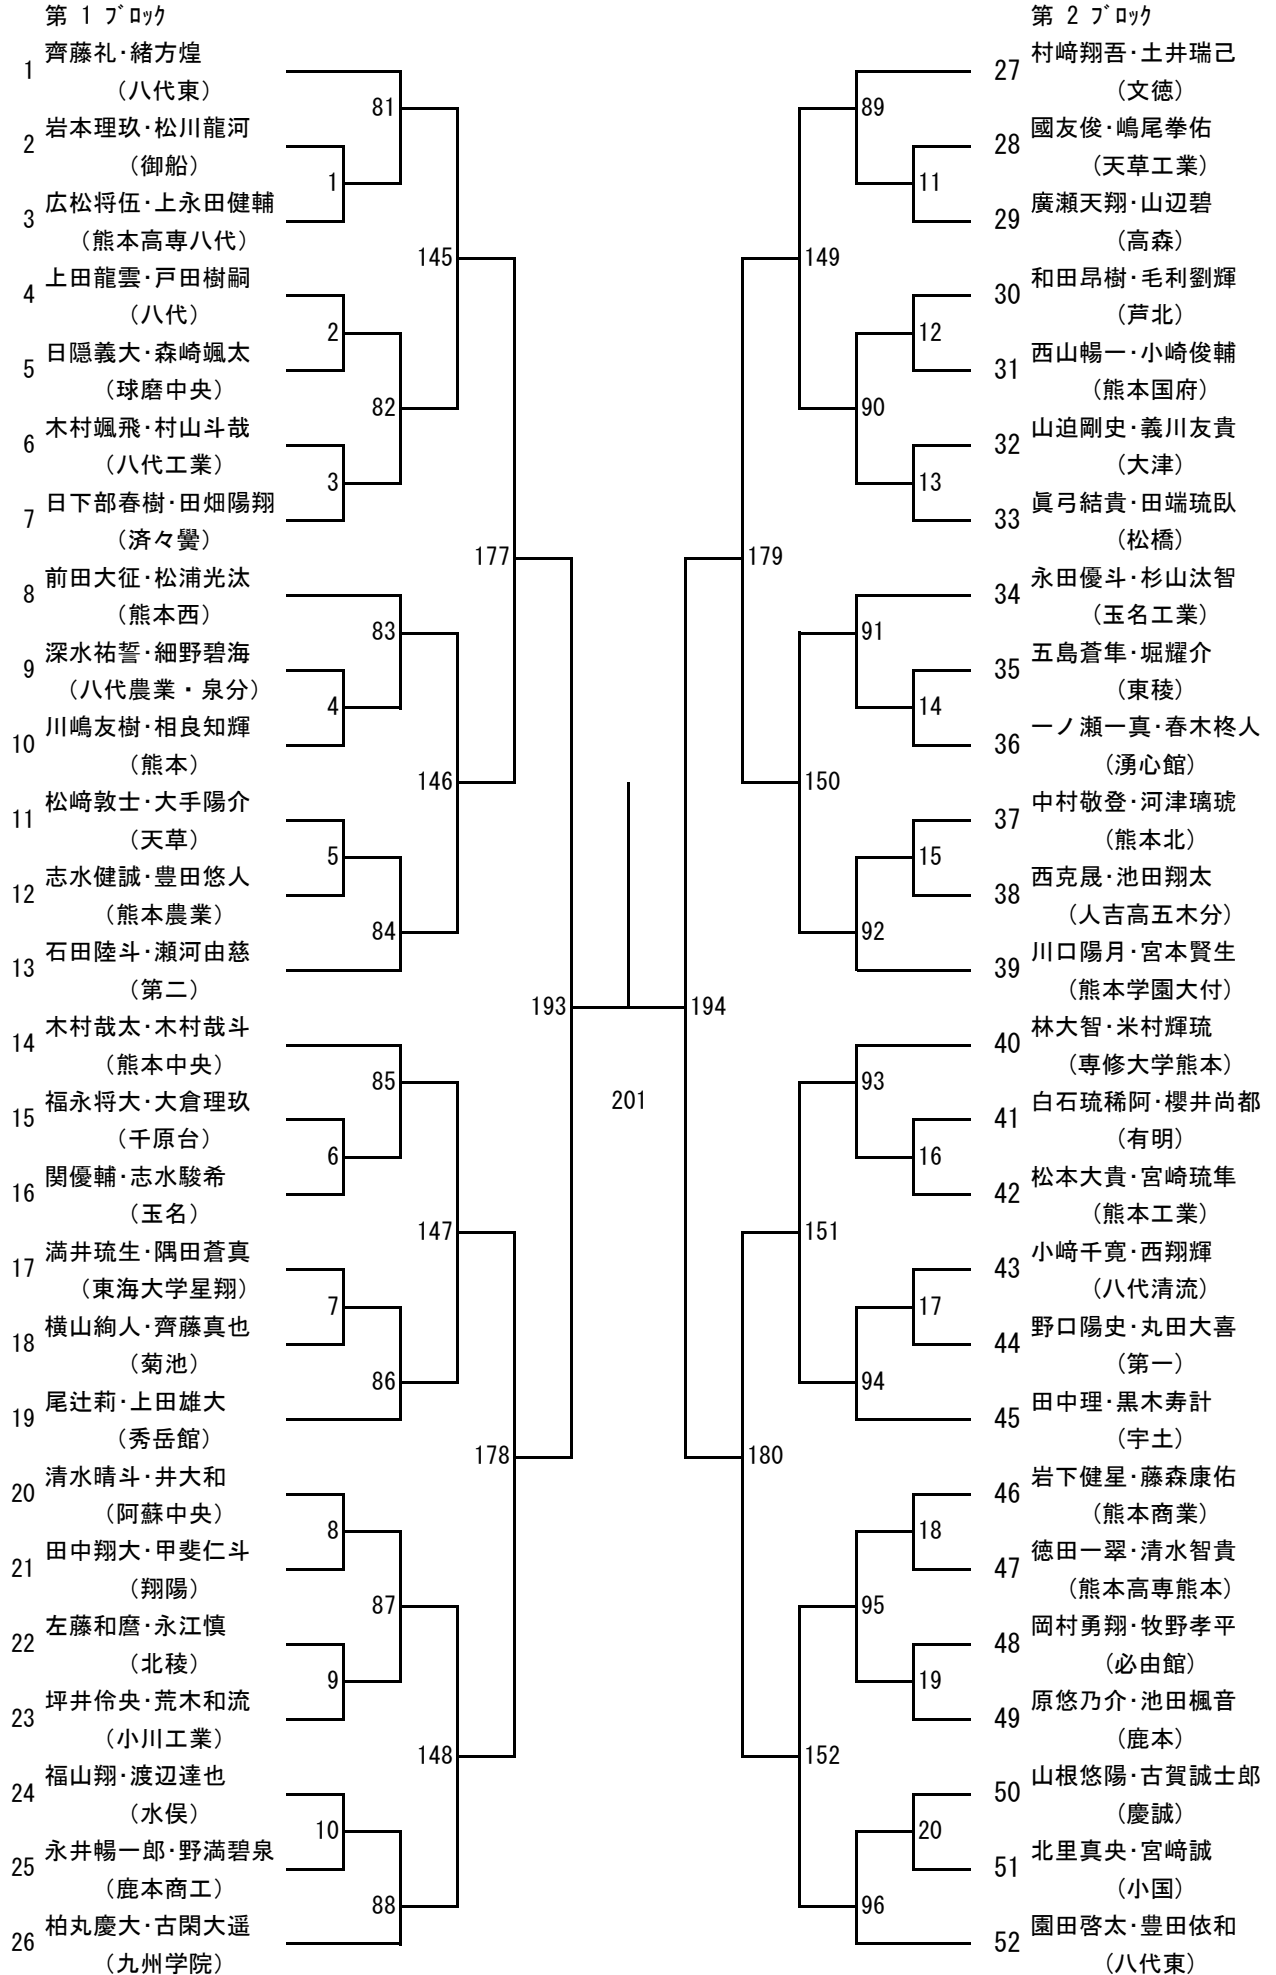 第 1 ブロック
1 齊藤礼･緒方煌
(八代東)
2 岩本理玖･松川龍河
(御船)
3 広松将伍･上永田健輔
(熊本高専八代)
4 上田龍雲･戸田樹嗣
(八代)
5 日隠義大･森崎颯太
(球磨中央)
6 木村颯飛･村山斗哉
(八代工業)
7 日下部春樹･田畑陽翔
(済々黌)
8 前田大征･松浦光汰
(熊本西)
9 深水祐誓･細野碧海
(八代農業・泉分)
10 川嶋友樹･相良知輝
(熊本)
11 松﨑敦士･大手陽介
(天草)
12 志水健誠･豊田悠人
(熊本農業)
13 石田陸斗･瀬河由慈
(第二)
14 木村哉太･木村哉斗
(熊本中央)
15 福永将大･大倉理玖
(千原台)
16 関優輔･志水駿希
(玉名)
17 満井琉生･隅田蒼真
(東海大学星翔)
18 横山絢人･齊藤真也
(菊池)
19 尾辻莉･上田雄大
(秀岳館)
20 清水晴斗･井大和
(阿蘇中央)
21 田中翔大･甲斐仁斗
(翔陽)
22 左藤和麿･永江慎
(北稜)
23 坪井伶央･荒木和流
(小川工業)
24 福山翔･渡辺達也
(水俣)
25 永井暢一郎･野満碧泉
(鹿本商工)
26 柏丸慶大･古閑大遥
(九州学院)
81
1
145
2
82
3
177
83
4
146
5
84
193
85
6
147
7
86
178
8
87
9
148
10
88
201
第 2 ブロック
27 村﨑翔吾･土井瑞己
(文徳)
28 國友俊･嶋尾拳佑
(天草工業)
29 廣瀬天翔･山辺碧
(高森)
30 和田昂樹･毛利劉輝
(芦北)
31 西山暢一･小崎俊輔
(熊本国府)
32 山迫剛史･義川友貴
(大津)
33 眞弓結貴･田端琉臥
(松橋)
34 永田優斗･杉山汰智
(玉名工業)
35 五島蒼隼･堀耀介
(東稜)
36 一ノ瀬一真･春木柊人
(湧心館)
37 中村敬登･河津璃琥
(熊本北)
38 西克晟･池田翔太
(人吉高五木分)
39 川口陽月･宮本賢生
(熊本学園大付)
40 林大智･米村輝琉
(専修大学熊本)
41 白石琉稀阿･櫻井尚都
(有明)
42 松本大貴･宮崎琉隼
(熊本工業)
43 小﨑千寛･西翔輝
(八代清流)
44 野口陽史･丸田大喜
(第一)
45 田中理･黒木寿計
(宇土)
46 岩下健星･藤森康佑
(熊本商業)
47 徳田一翠･清水智貴
(熊本高専熊本)
48 岡村勇翔･牧野孝平
(必由館)
49 原悠乃介･池田楓音
(鹿本)
50 山根悠陽･古賀誠士郎
(慶誠)
51 北里真央･宮﨑誠
(小国)
52 園田啓太･豊田依和
(八代東)
89
11
149
12
90
13
179
91
14
150
15
92
194
93
16
151
17
94
180
18
95
19
152
20
96